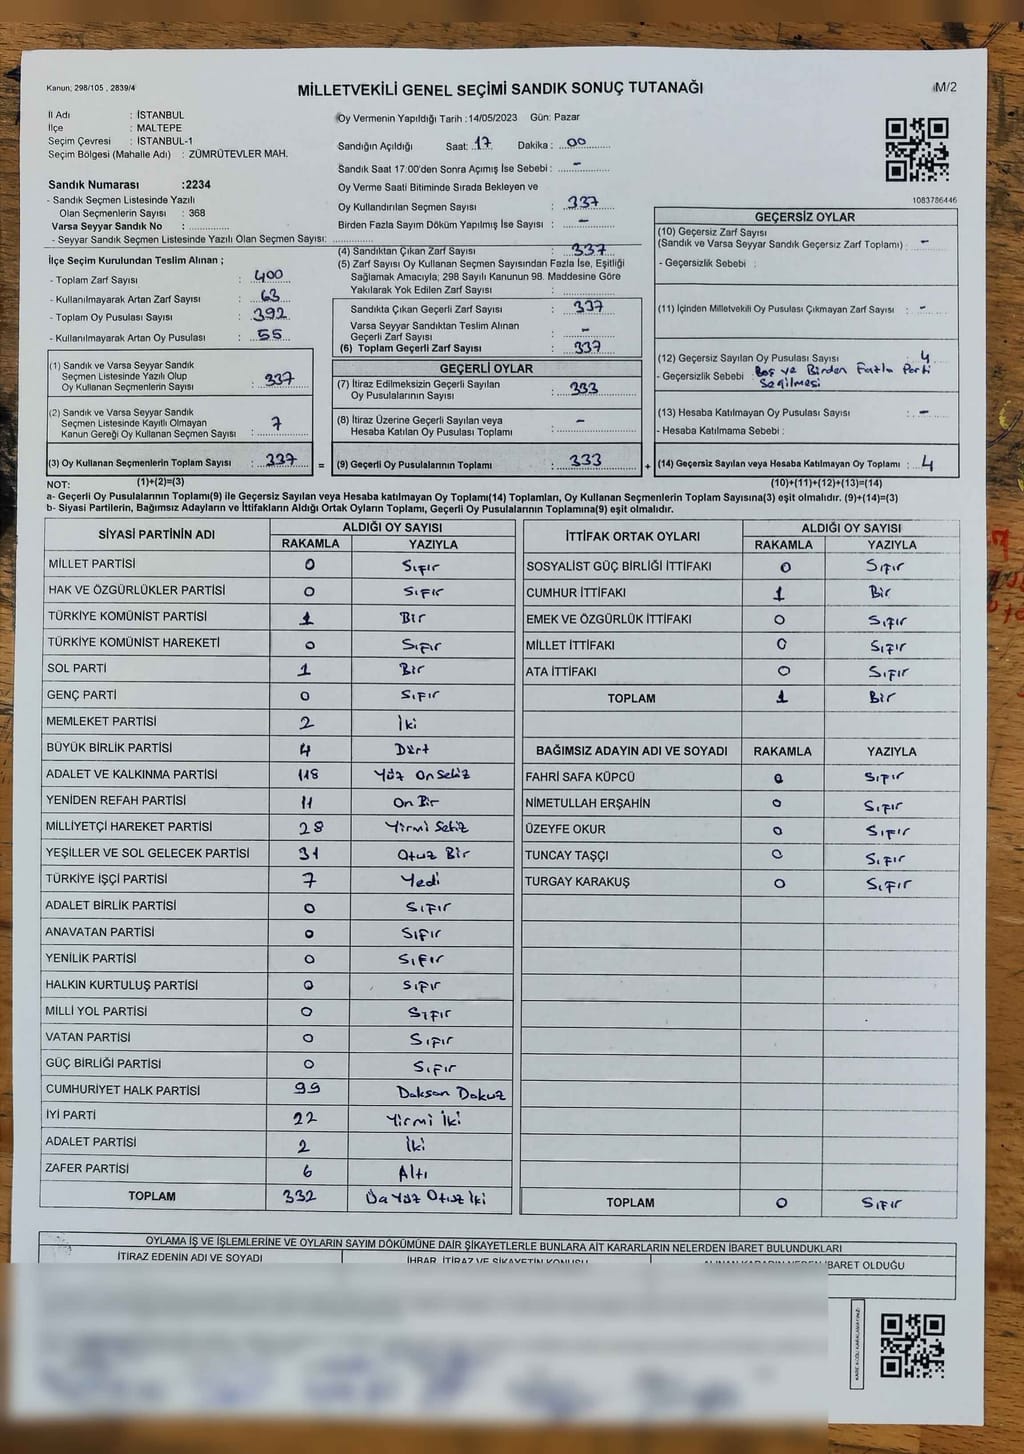 Kanun; 298/105 , 2839/4
MİLLETVEKİLİ GENEL SEÇİMİ SANDIK SONUÇ TUTANAĞI
M/2
İl Adı : İSTANBUL
İlçe : MALTEPE
Seçim Çevresi : İSTANBUL-1
Seçim Bölgesi (Mahalle Adı) : ZÜMRÜTEVLER MAH.
Sandık Numarası :2234
- Sandık Seçmen Listesinde Yazılı
Olan Seçmenlerin Sayısı : 368
Varsa Seyyar Sandık No :
- Seyyar Sandık Seçmen Listesinde Yazılı Olan Seçmen Sayısı:
İlçe Seçim Kurulundan Teslim Alınan ;
- Toplam Zarf Sayısı : 400
- Kullanılmayarak Artan Zarf Sayısı : 63
- Toplam Oy Pusulası Sayısı : 392
- Kullanılmayarak Artan Oy Pusulası : 55
(1) Sandık ve Varsa Seyyar Sandık
Seçmen Listesinde Yazılı Olup
Oy Kullanan Seçmenlerin Sayısı : 337
(2) Sandık ve Varsa Seyyar Sandık
Seçmen Listesinde Kayıtlı Olmayan
Kanun Gereği Oy Kullanan Seçmen Sayısı :
(3) Oy Kullanan Seçmenlerin Toplam Sayısı : 337 =
Oy Vermenin Yapıldığı Tarih :14/05/2023 Gün: Pazar
Sandığın Açıldığı Saat: 17 Dakika : 00
Sandık Saat 17:00'den Sonra Açımış İse Sebebi : -
Oy Verme Saati Bitiminde Sırada Bekleyen ve
Oy Kullandırılan Seçmen Sayısı : 337
Birden Fazla Sayım Döküm Yapılmış İse Sayısı : -
(4) Sandıktan Çıkan Zarf Sayısı : 337
(5) Zarf Sayısı Oy Kullanan Seçmen Sayısından Fazla İse, Eşitliği
Sağlamak Amacıyla; 298 Sayılı Kanunun 98. Maddesine Göre
Yakılarak Yok Edilen Zarf Sayısı :
Sandıkta Çıkan Geçerli Zarf Sayısı : 337
Varsa Seyyar Sandıktan Teslim Alınan
Geçerli Zarf Sayısı : -
(6) Toplam Geçerli Zarf Sayısı : 337
GEÇERLİ OYLAR
(7) İtiraz Edilmeksizin Geçerli Sayılan
Oy Pusulalarının Sayısı : 333
(8) İtiraz Üzerine Geçerli Sayılan veya
Hesaba Katılan Oy Pusulası Toplamı : -
(9) Geçerli Oy Pusulalarının Toplamı : 333 +
1083786446
GEÇERSİZ OYLAR
(10) Geçersiz Zarf Sayısı
(Sandık ve Varsa Seyyar Sandık Geçersiz Zarf Toplamı) : -
- Geçersizlik Sebebi :
(11) İçinden Milletvekili Oy Pusulası Çıkmayan Zarf Sayısı : -
(12) Geçersiz Sayılan Oy Pusulası Sayısı : 4
- Geçersizlik Sebebi : Boş ve Birden Fazla Parti
Seçilmesi
(13) Hesaba Katılmayan Oy Pusulası Sayısı : -
- Hesaba Katılmama Sebebi :
(14) Geçersiz Sayılan veya Hesaba Katılmayan Oy Toplamı : 4
NOT: (1)+(2)=(3) (10)+(11)+(12)+(13)=(14)
a- Geçerli Oy Pusulalarının Toplamı(9) ile Geçersiz Sayılan veya Hesaba katılmayan Oy Toplamı(14) Toplamları, Oy Kullanan Seçmenlerin Toplam Sayısına(3) eşit olmalıdır. (9)+(14)=(3)
b- Siyasi Partilerin, Bağımsız Adayların ve İttifakların Aldığı Ortak Oyların Toplamı, Geçerli Oy Pusulalarının Toplamına(9) eşit olmalıdır.
SİYASİ PARTİNİN ADI ALDIĞI OY SAYISI
RAKAMLA YAZIYLA
MİLLET PARTİSİ 0 Sıfır
HAK VE ÖZGÜRLÜKLER PARTİSİ 0 Sıfır
TÜRKİYE KOMÜNİST PARTİSİ 1 Bir
TÜRKİYE KOMÜNİST HAREKETİ 0 Sıfır
SOL PARTİ 1 Bir
GENÇ PARTİ 0 Sıfır
MEMLEKET PARTİSİ 2 İki
BÜYÜK BİRLİK PARTİSİ 4 Dört
ADALET VE KALKINMA PARTİSİ 118 Yüz On Sekiz
YENİDEN REFAH PARTİSİ 11 On Bir
MİLLİYETÇİ HAREKET PARTİSİ 28 Yirmi Sekiz
YEŞİLLER VE SOL GELECEK PARTİSİ 31 Otuz Bir
TÜRKİYE İŞÇİ PARTİSİ 7 Yedi
ADALET BİRLİK PARTİSİ 0 Sıfır
ANAVATAN PARTİSİ 0 Sıfır
YENİLİK PARTİSİ 0 Sıfır
HALKIN KURTULUŞ PARTİSİ 0 Sıfır
MİLLİ YOL PARTİSİ 0 Sıfır
VATAN PARTİSİ 0 Sıfır
GÜÇ BİRLİĞİ PARTİSİ 0 Sıfır
CUMHURİYET HALK PARTİSİ 99 Doksan Dokuz
İYİ PARTİ 22 Yirmi İki
ADALET PARTİSİ 2 İki
ZAFER PARTİSİ 6 Altı
TOPLAM 332 Üç Yüz Otuz İki
İTTİFAK ORTAK OYLARI ALDIĞI OY SAYISI
RAKAMLA YAZIYLA
SOSYALIST GÜÇ BİRLİĞİ İTTİFAKI 0 Sıfır
CUMHUR İTTİFAKI 1 Bir
EMEK VE ÖZGÜRLÜK İTTİFAKI 0 Sıfır
MİLLET İTTİFAKI 0 Sıfır
ATA İTTİFAKI 0 Sıfır
TOPLAM 1 Bir
BAĞIMSIZ ADAYIN ADI VE SOYADI RAKAMLA YAZIYLA
FAHRİ SAFA KÜPCÜ 0 Sıfır
NİMETULLAH ERŞAHİN 0 Sıfır
ÜZEYFE OKUR 0 Sıfır
TUNCAY TAŞÇI 0 Sıfır
TURGAY KARAKUŞ 0 Sıfır
TOPLAM 0 Sıfır
OYLAMA İŞ VE İŞLEMLERİNE VE OYLARIN SAYIM DÖKÜMÜNE DAİR ŞİKAYETLERLE BUNLARA AİT KARARLARIN NELERDEN İBARET BULUNDUKLARI
İTİRAZ EDENİN ADI VE SOYADI İHBAR, İTİRAZ VE ŞİKAYETİN KONUSU ALINAN KARARIN NEDEN İBARET OLDUĞU